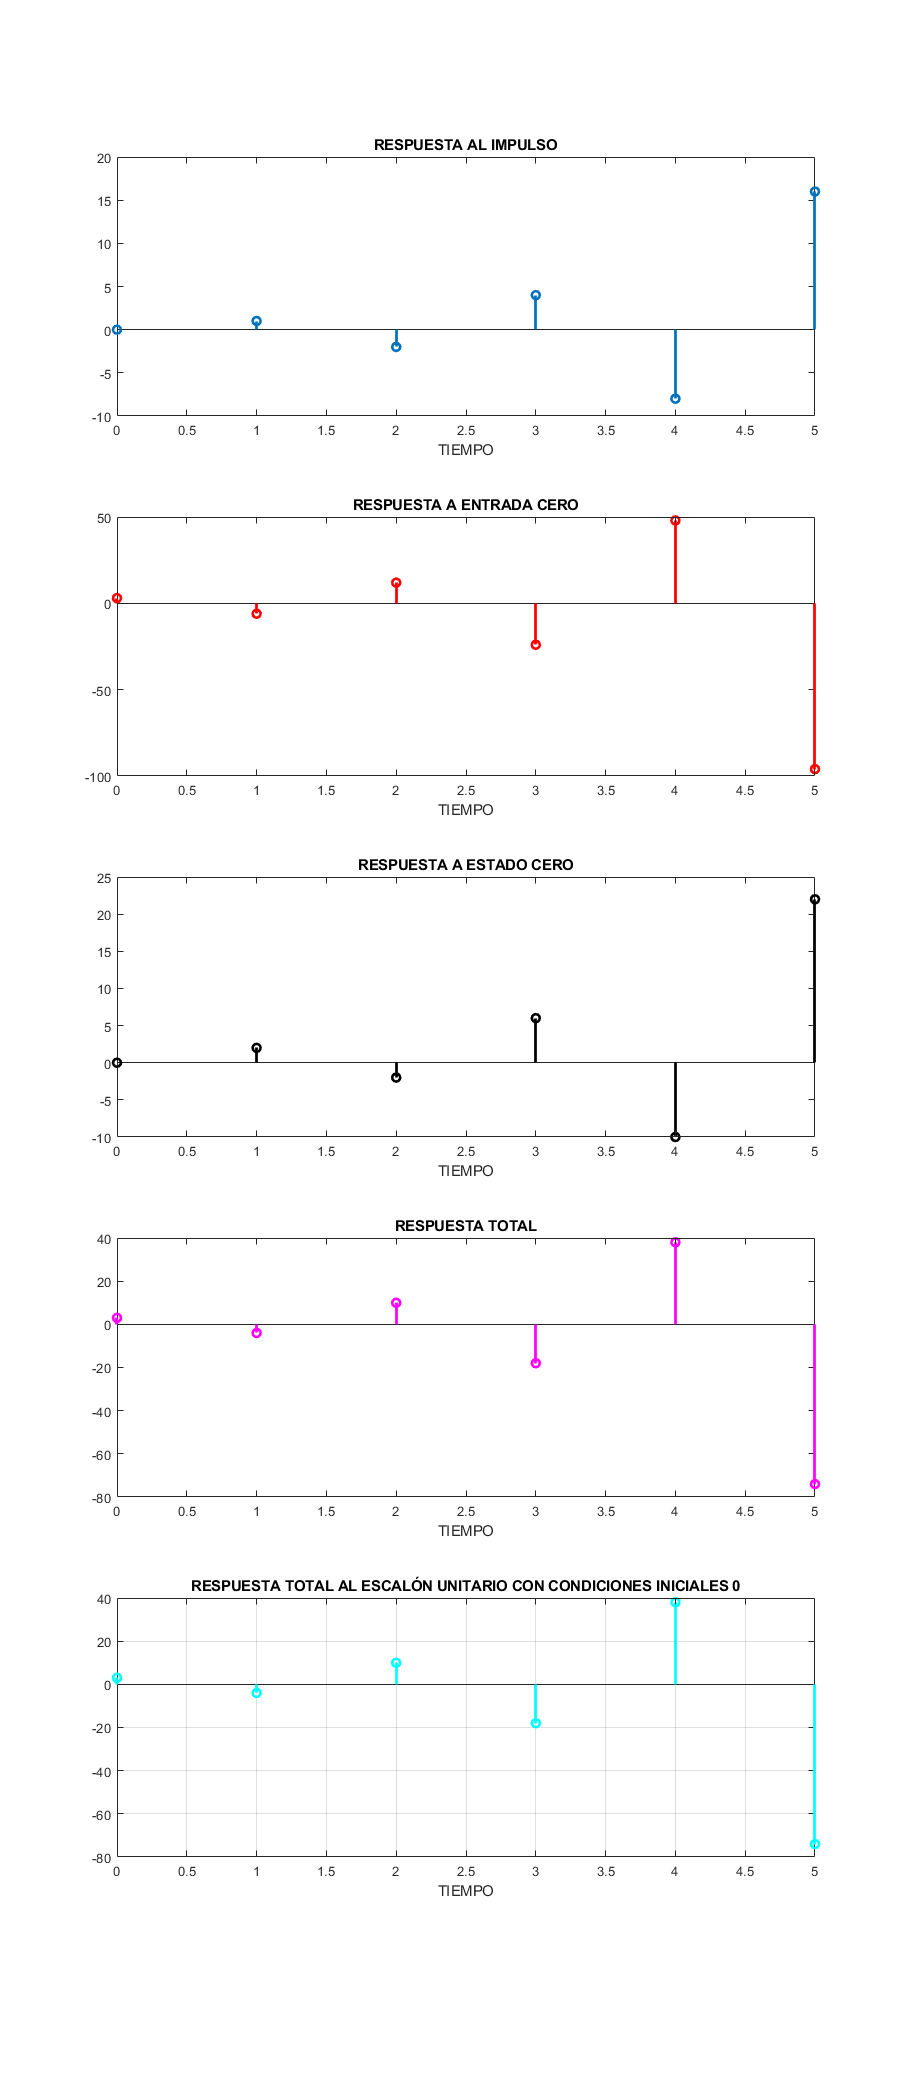 RESPUESTA AL IMPULSO
20
15
10
5
0
-5
-10
0 0.5 1 1.5 2 2.5 3 3.5 4 4.5 5
TIEMPO
RESPUESTA A ENTRADA CERO
50
0
-50
-100
0 0.5 1 1.5 2 2.5 3 3.5 4 4.5 5
TIEMPO
RESPUESTA A ESTADO CERO
25
20
15
10
5
0
-5
-10
0 0.5 1 1.5 2 2.5 3 3.5 4 4.5 5
TIEMPO
RESPUESTA TOTAL
40
20
0
-20
-40
-60
-80
0 0.5 1 1.5 2 2.5 3 3.5 4 4.5 5
TIEMPO
RESPUESTA TOTAL AL ESCALÓN UNITARIO CON CONDICIONES INICIALES 0
40
20
0
-20
-40
-60
-80
0 0.5 1 1.5 2 2.5 3 3.5 4 4.5 5
TIEMPO